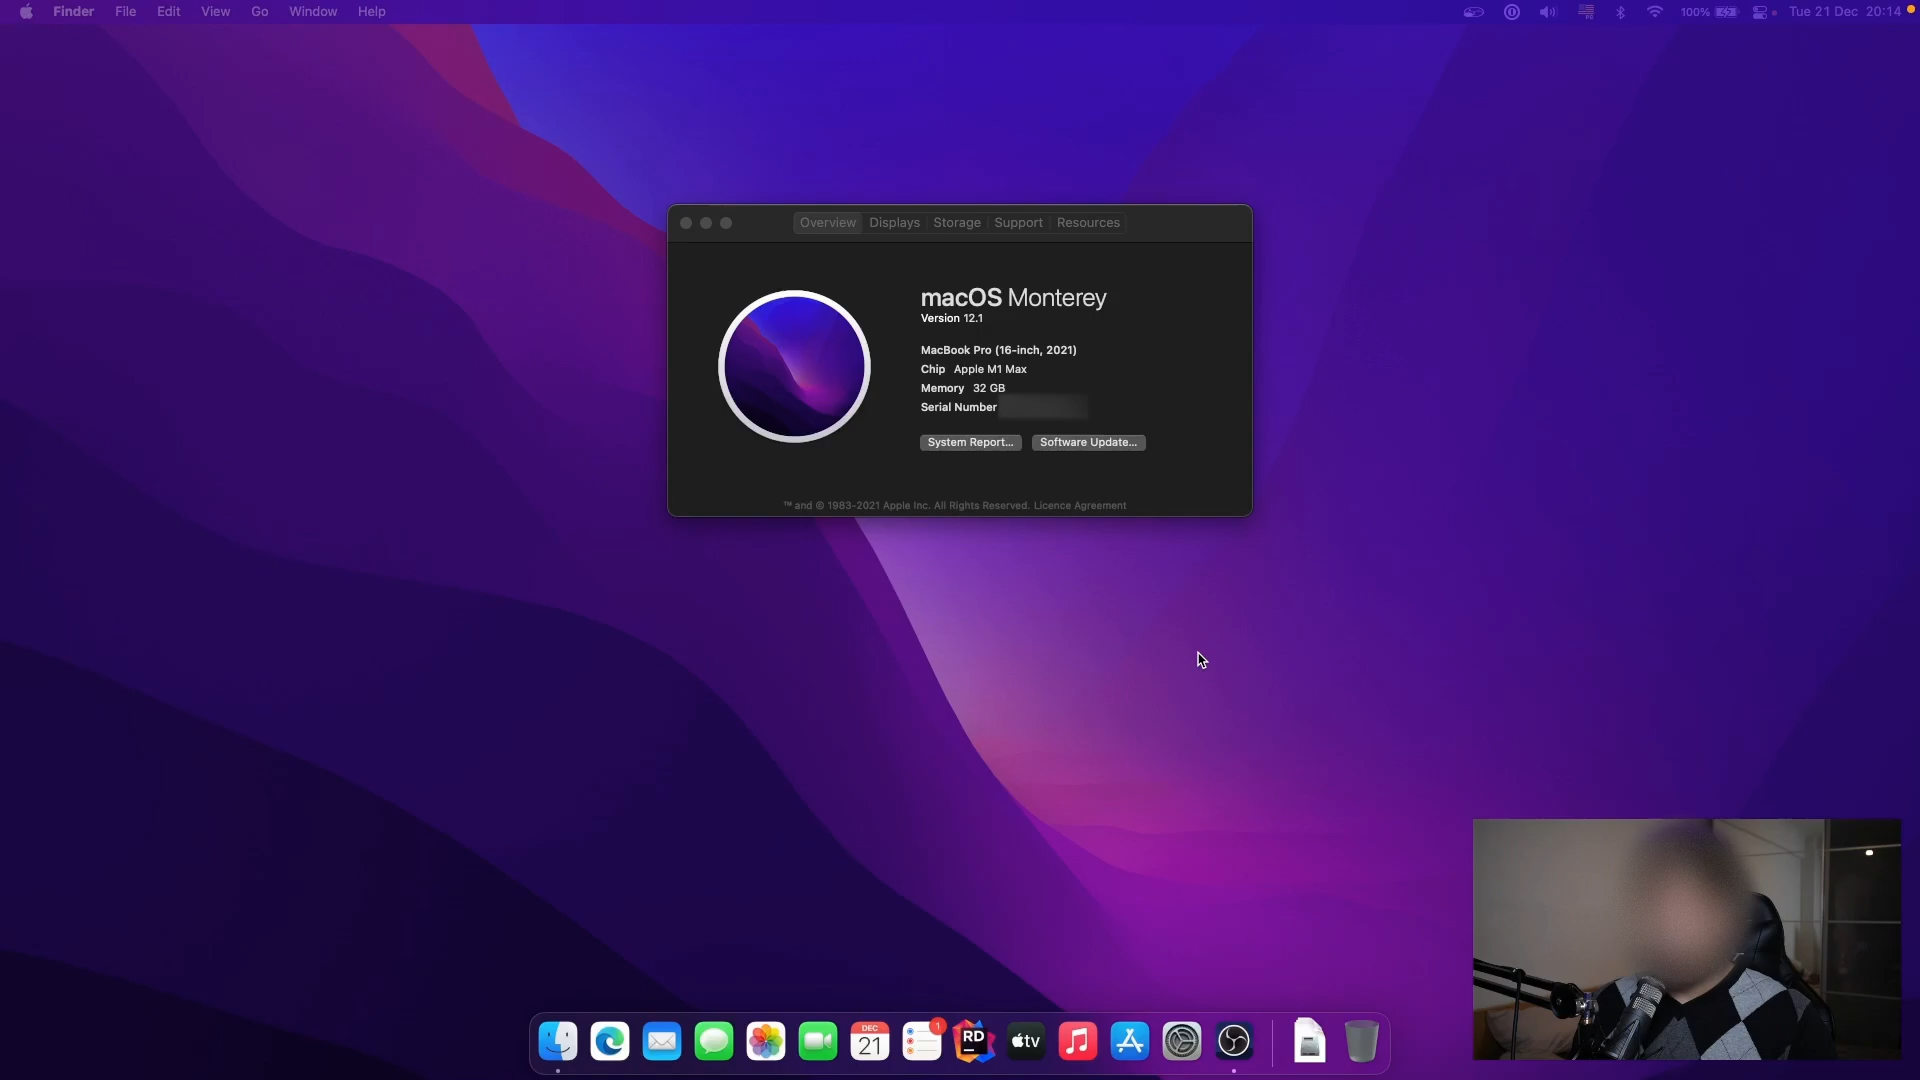 Finder File Edit View Go Window Help
100% Tue 21 Dec 20:14
Overview Displays Storage Support Resources
macOS Monterey
Version 12.1
MacBook Pro (16-inch, 2021)
Chip Apple M1 Max
Memory 32 GB
Serial Number
System Report... Software Update...
™ and © 1983-2021 Apple Inc. All Rights Reserved. Licence Agreement
DEC
21
1
RD
tv